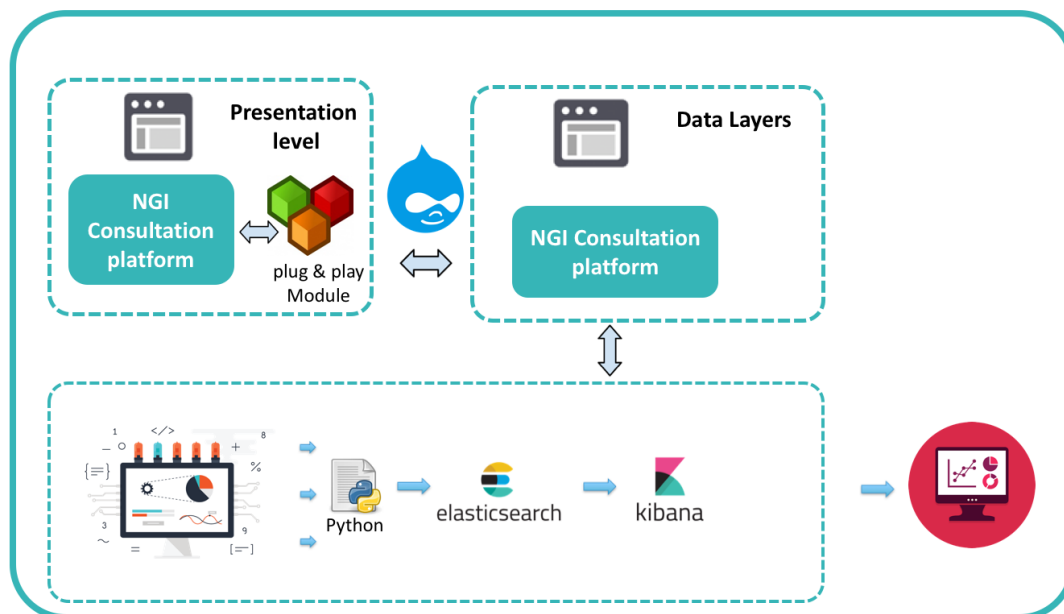 Presentation
level
NGI
Consultation
platform
plug & play
Module
Data Layers
NGI Consultation
platform
1
</>
8
+
%
{=}
3
~
=
9
[=]
Python
elasticsearch
kibana